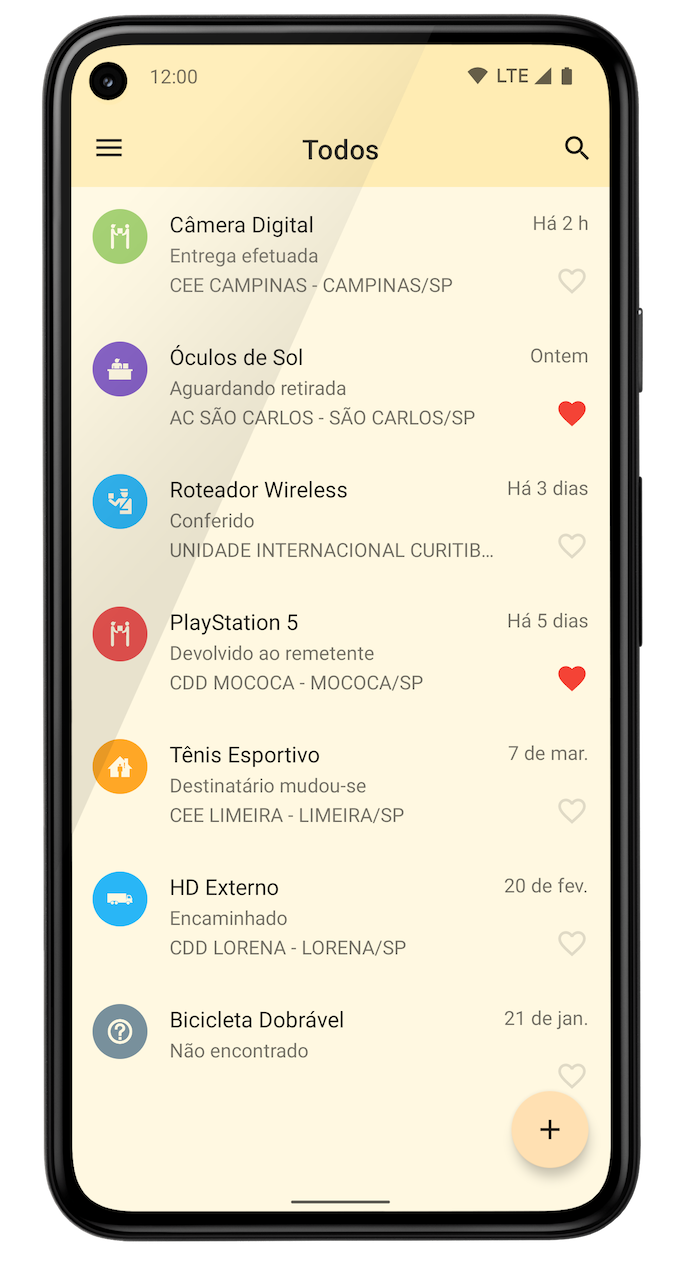 12:00 LTE
Todos
Câmera Digital Há 2 h
Entrega efetuada
CEE CAMPINAS - CAMPINAS/SP
Óculos de Sol Ontem
Aguardando retirada
AC SÃO CARLOS - SÃO CARLOS/SP
Roteador Wireless Há 3 dias
Conferido
UNIDADE INTERNACIONAL CURITIB...
PlayStation 5 Há 5 dias
Devolvido ao remetente
CDD MOCOCA - MOCOCA/SP
Tênis Esportivo 7 de mar.
Destinatário mudou-se
CEE LIMEIRA - LIMEIRA/SP
HD Externo 20 de fev.
Encaminhado
CDD LORENA - LORENA/SP
Bicicleta Dobrável 21 de jan.
Não encontrado